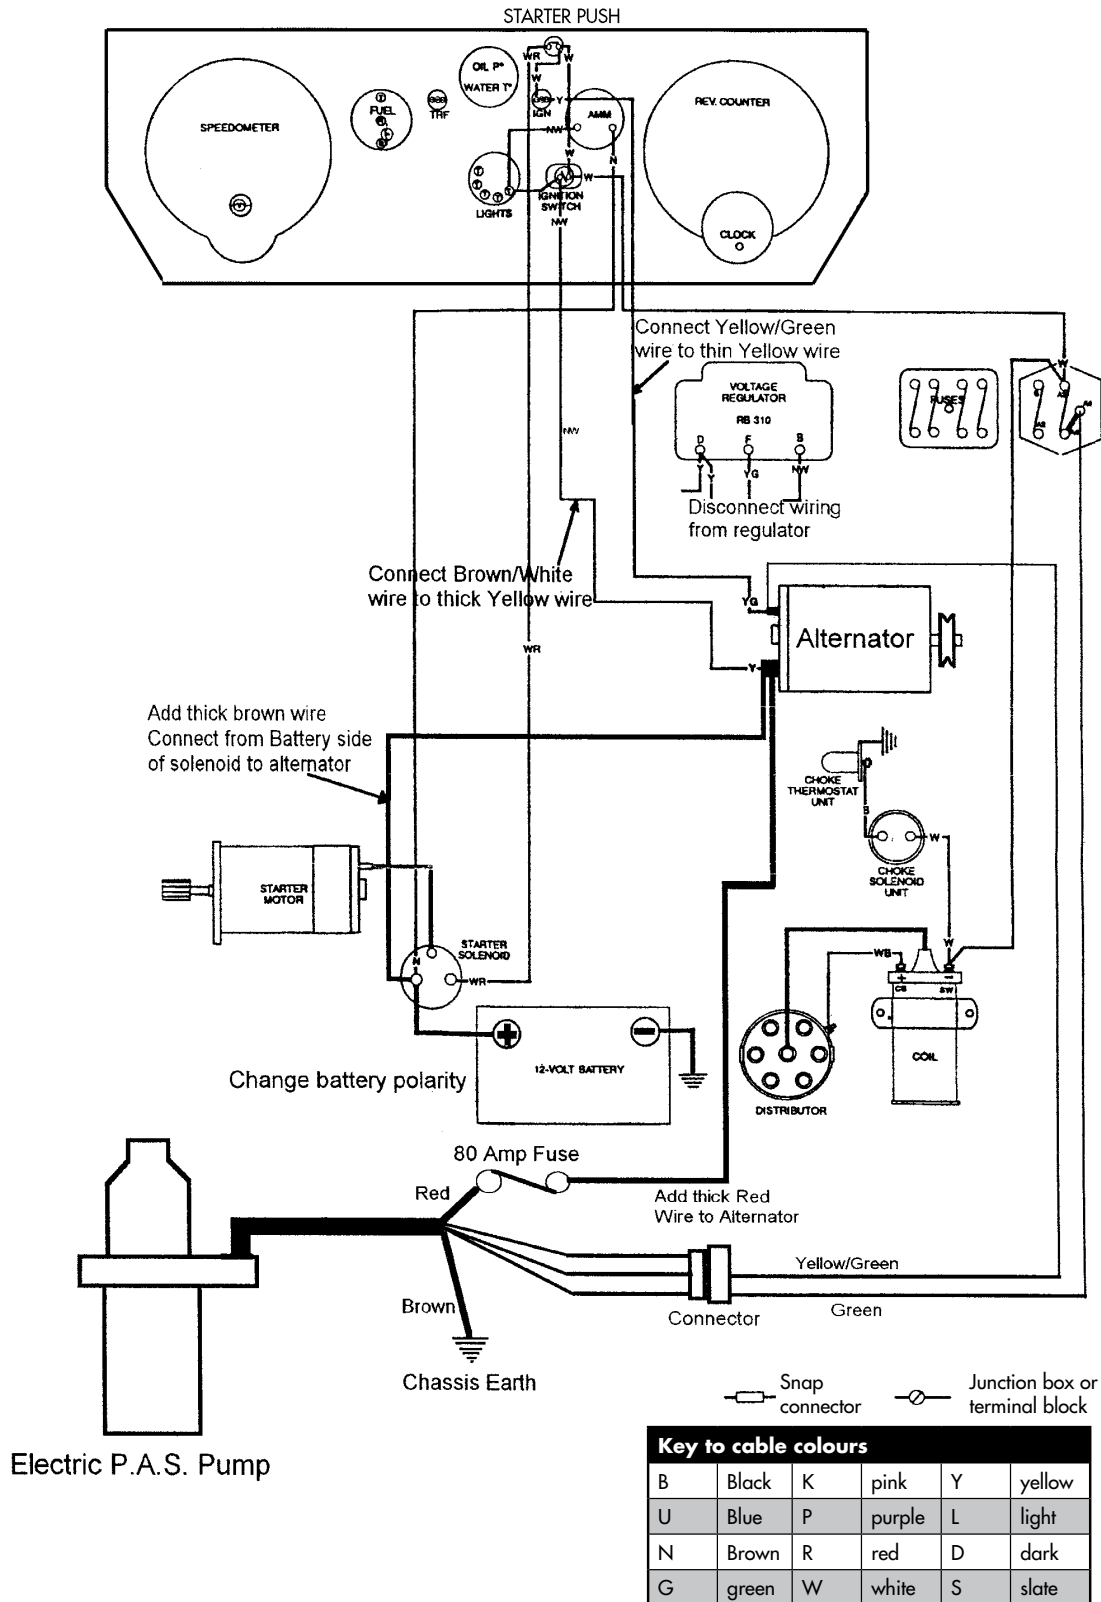 STARTER PUSH
WR
W
OIL P°
WATER T°
W
SPEEDOMETER
FUEL
TRF
IGN
Y
AMM
REV. COUNTER
NW
N
W
W
LIGHTS
IGNITION
SWITCH
NW
CLOCK
Connect Yellow/Green
wire to thin Yellow wire
VOLTAGE
REGULATOR
RB 310
D
F
B
Y
Y
YG
NW
Disconnect wiring
from regulator
FUSES
W
NW
Connect Brown/White
wire to thick Yellow wire
YG
Alternator
WR
Y
Add thick brown wire
Connect from Battery side
of solenoid to alternator
CHOKE
THERMOSTAT
UNIT
B
W
CHOKE
SOLENOID
UNIT
STARTER
MOTOR
STARTER
SOLENOID
N
WR
WB
W
CB
SW
COIL
12-VOLT BATTERY
Change battery polarity
DISTRIBUTOR
80 Amp Fuse
Red
Add thick Red
Wire to Alternator
Yellow/Green
Brown
Connector
Green
Chassis Earth
Electric P.A.S. Pump
Snap
connector
Junction box or
terminal block
Key to cable colours
B Black K pink Y yellow
U Blue P purple L light
N Brown R red D dark
G green W white S slate